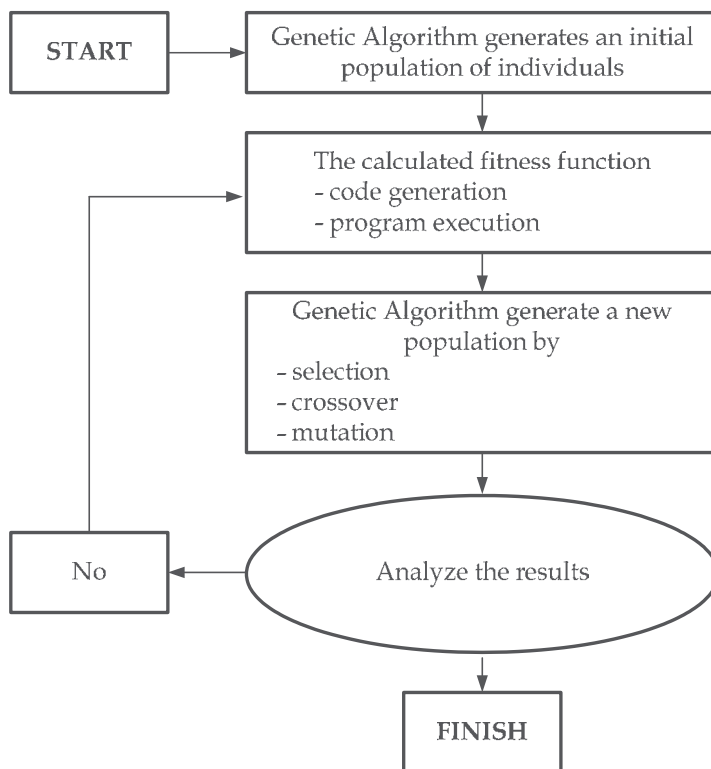 START
Genetic Algorithm generates an initial
population of individuals
The calculated fitness function
- code generation
- program execution
Genetic Algorithm generate a new
population by
- selection
- crossover
- mutation
No
Analyze the results
FINISH